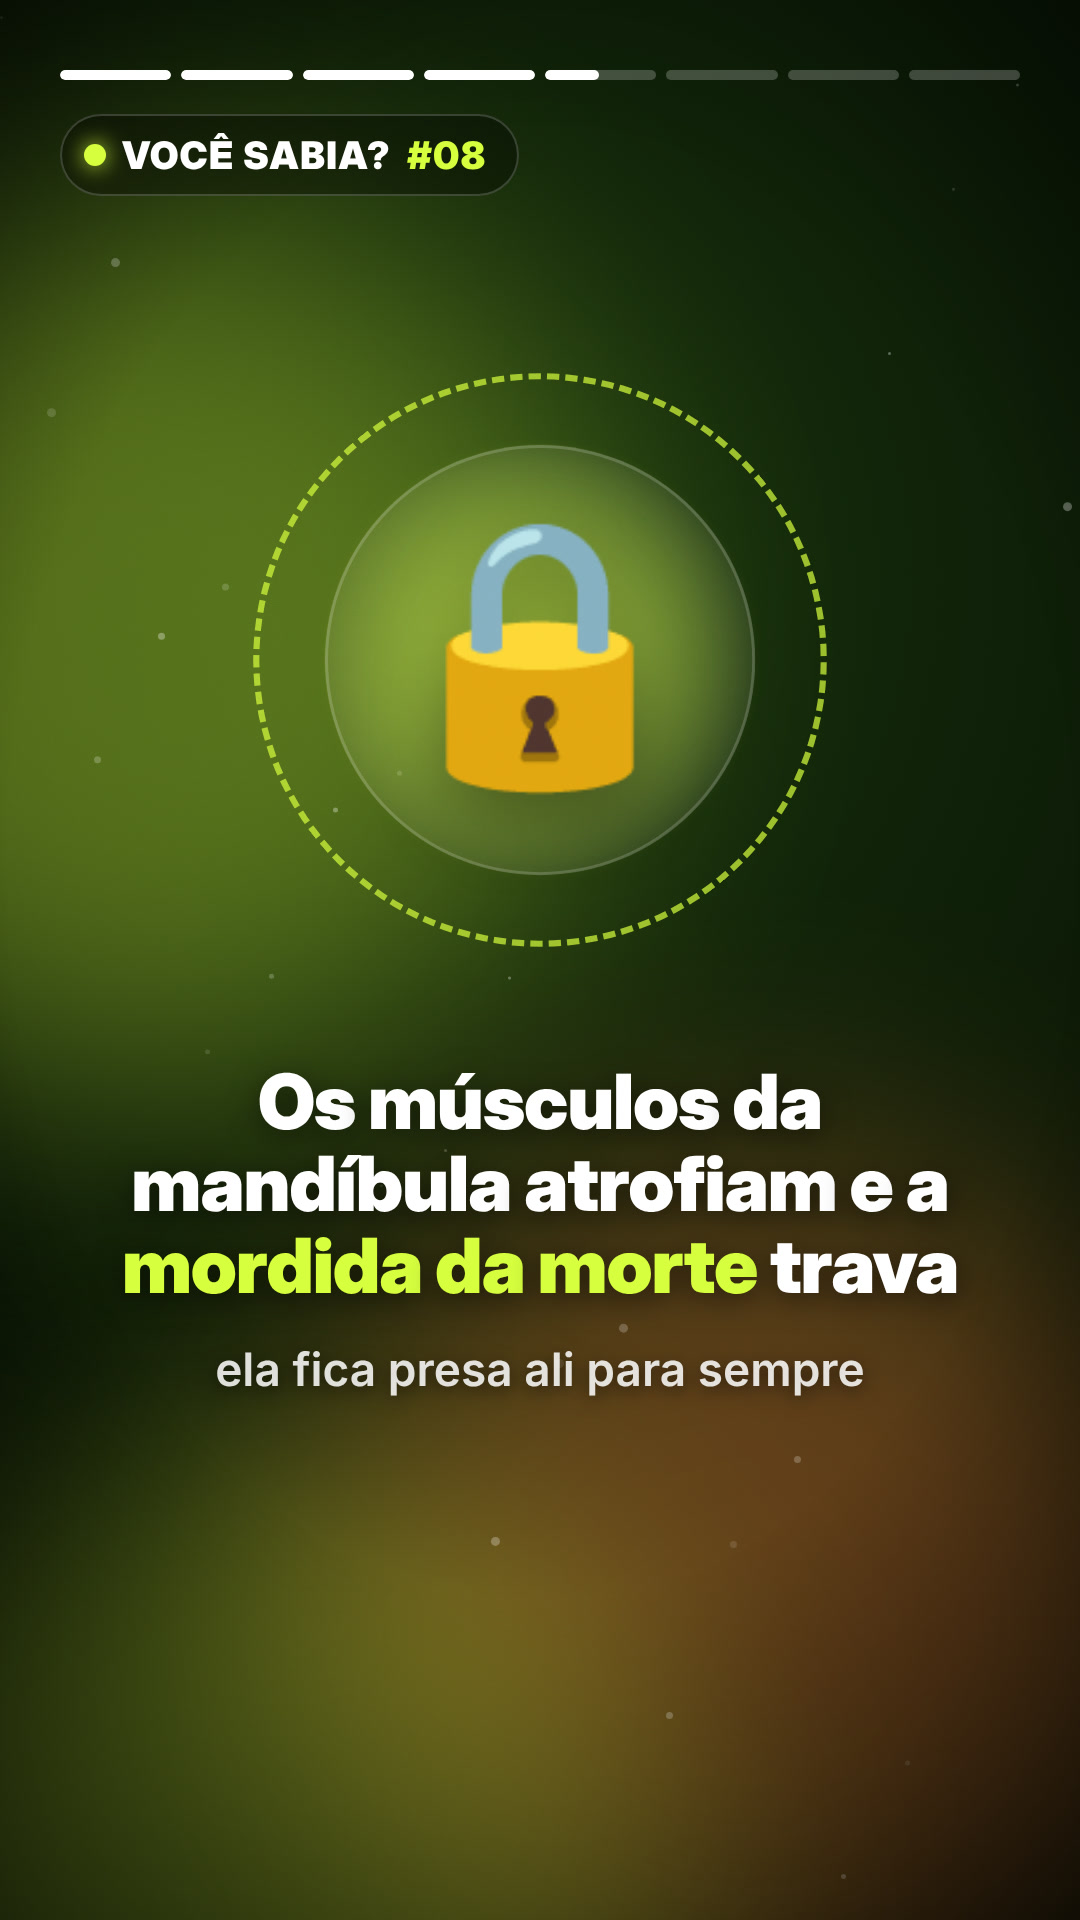 VOCÊ SABIA? #08
Os músculos da
mandíbula atrofiam e a
mordida da morte trava
ela fica presa ali para sempre